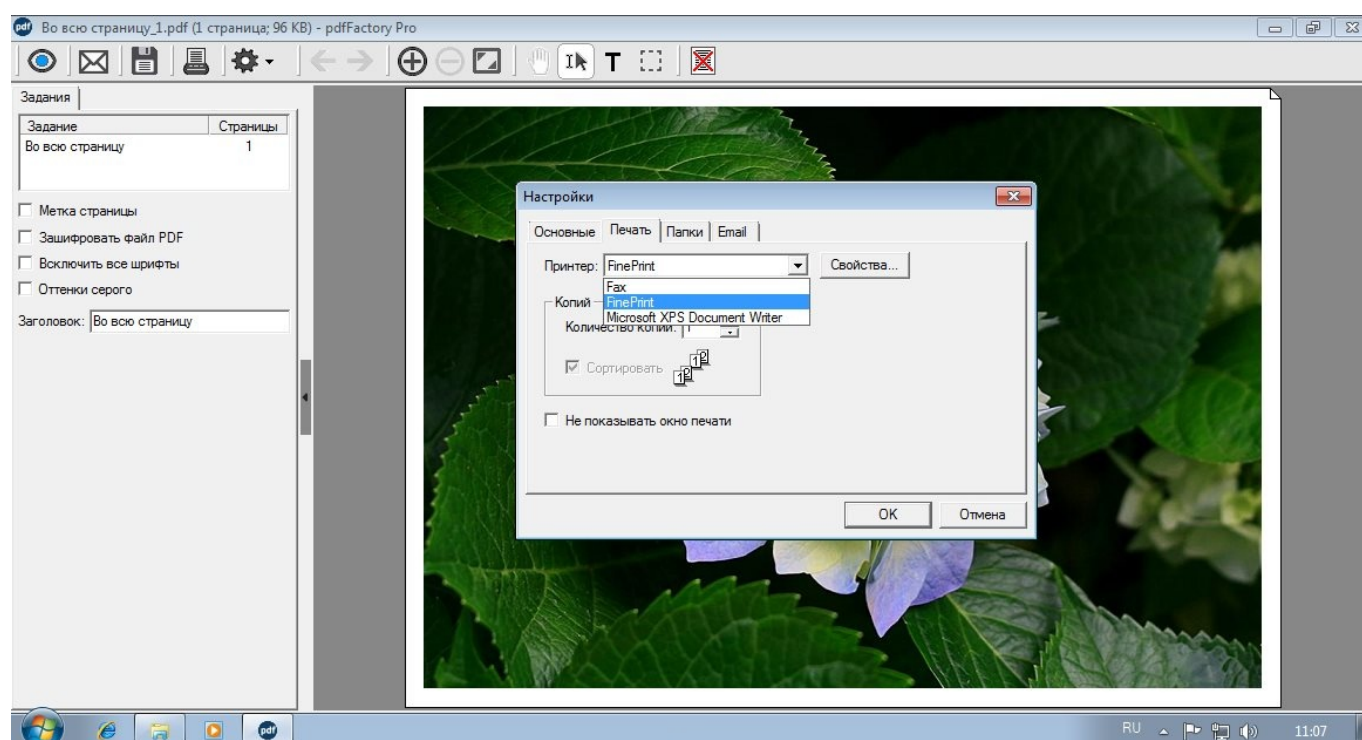 Во всю страницу_1.pdf (1 страница; 96 KB) - pdfFactory Pro
Задания
Задание Страницы
Во всю страницу 1
Метка страницы
Зашифровать файл PDF
Включить все шрифты
Оттенки серого
Заголовок: Во всю страницу
Настройки
Основные Печать Папки Email
Принтер: FinePrint Свойства...
Fax
Копий FinePrint
Microsoft XPS Document Writer
Количество копий: 1
Сортировать
Не показывать окно печати
OK Отмена
RU 11:07